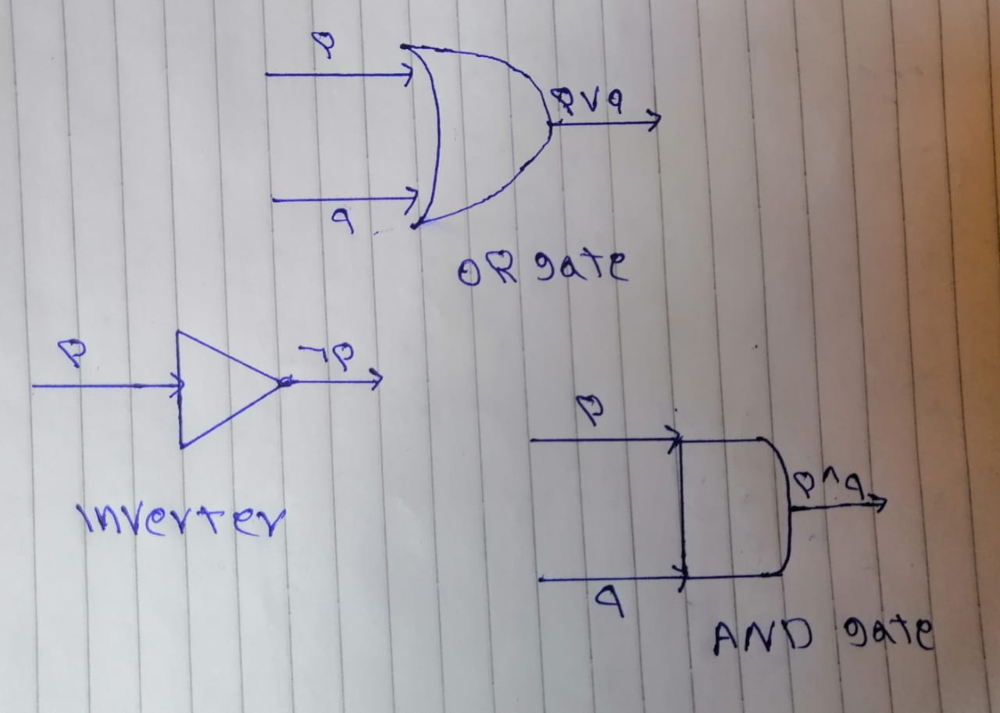 P
P∨q
q
OR gate
P
¬P
inverter
P
P^q
q
AND gate